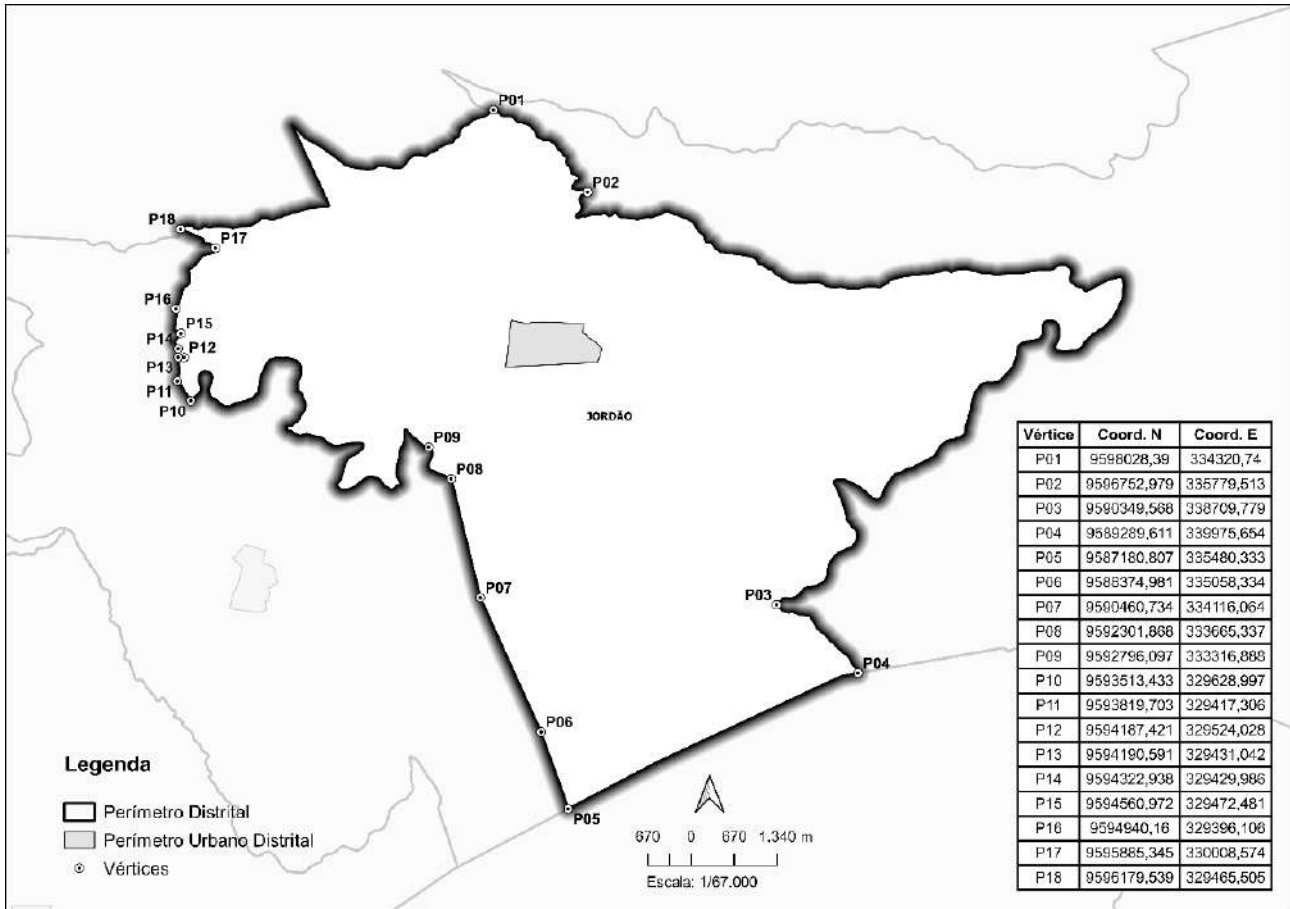 P01
P02
P18
P17
P16
P15
P14
P12
P13
P11
P10
JORDÃO
P09
P08
P07
P03
P04
P06
P05
Vértice Coord. N Coord. E
P01 9598028,39 334320,74
P02 9596752,979 335779,513
P03 9590349,568 338709,779
P04 9589289,611 339975,654
P05 9587180,807 335480,333
P06 9588374,981 335058,334
P07 9590460,734 334116,064
P08 9592301,868 333665,337
P09 9592796,097 333316,888
P10 9593513,433 329628,997
P11 9593819,703 329417,306
P12 9594187,421 329524,028
P13 9594190,591 329431,042
P14 9594322,938 329429,986
P15 9594560,972 329472,481
P16 9594940,16 329396,106
P17 9595885,345 330008,574
P18 9596179,539 329465,505
Legenda
Perímetro Distrital
Perímetro Urbano Distrital
Vértices
670 0 670 1.340 m
Escala: 1/67.000